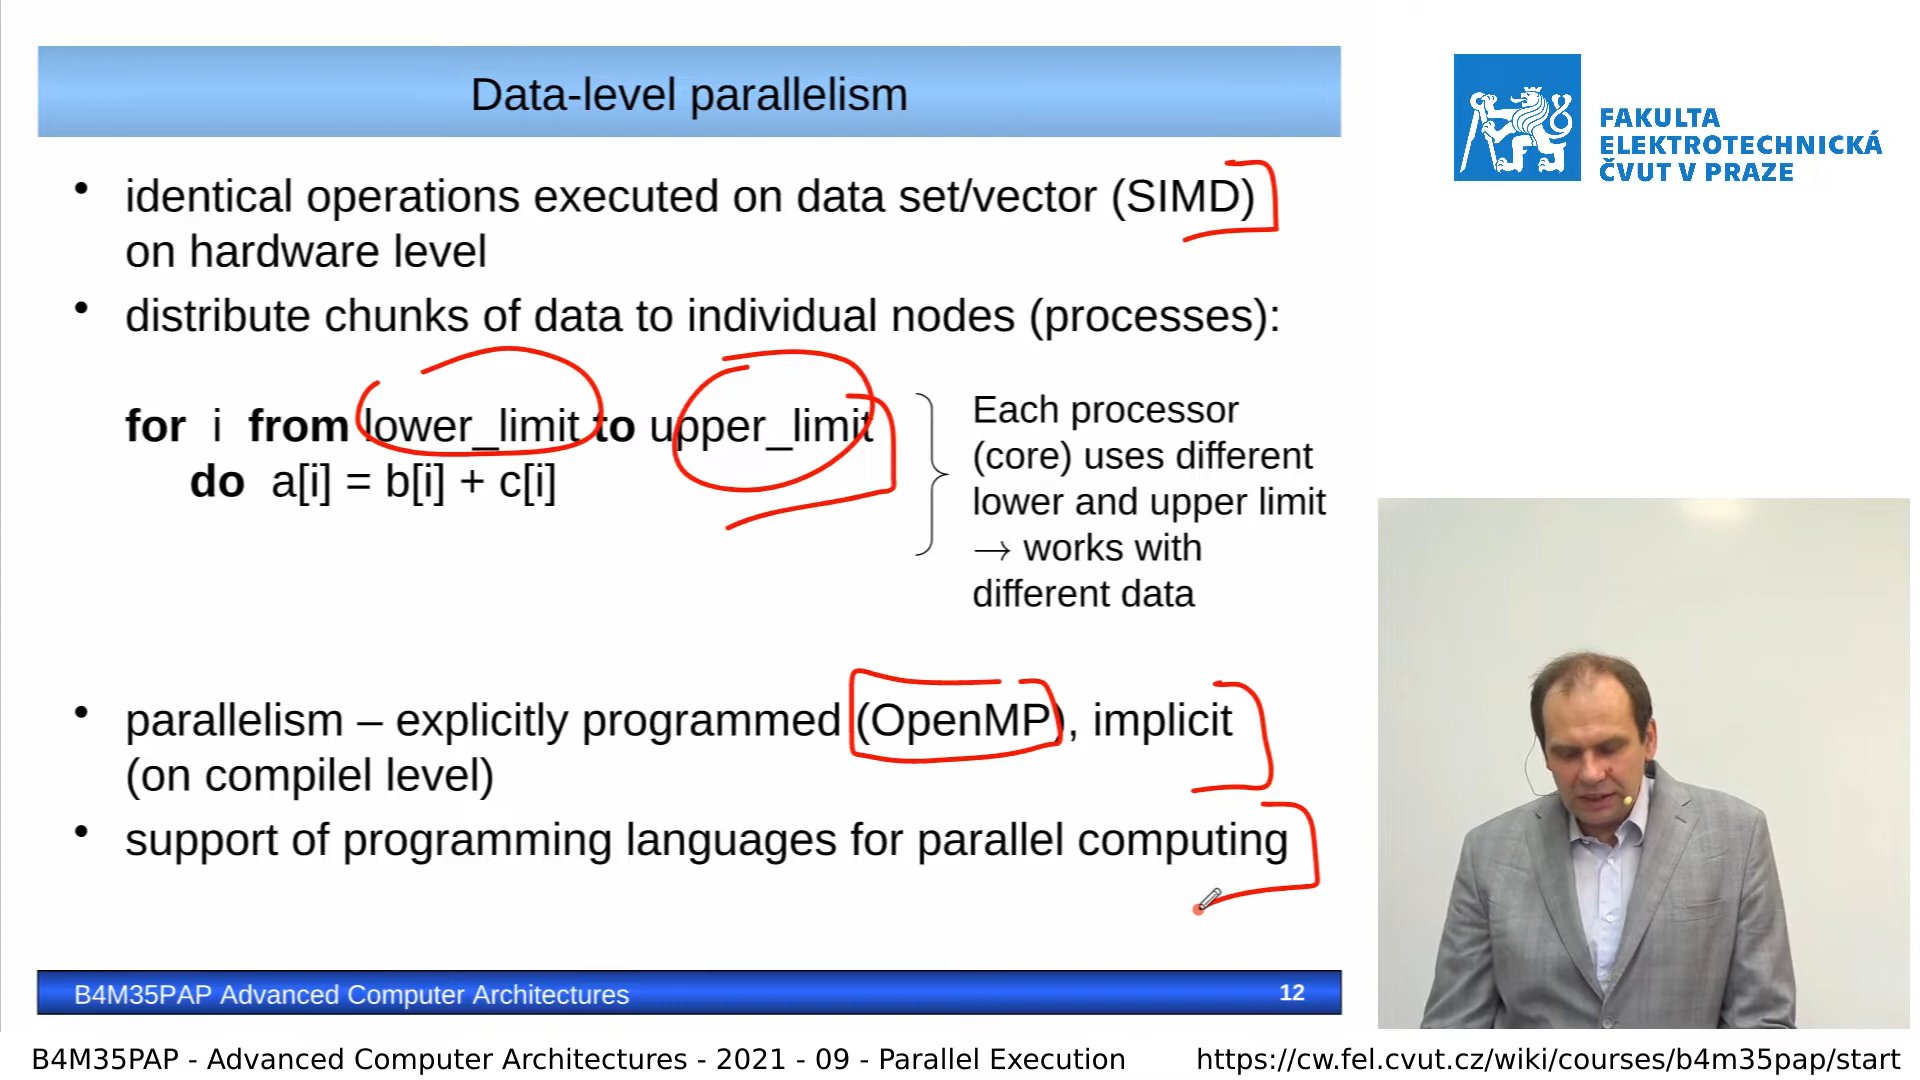 Data-level parallelism
• identical operations executed on data set/vector (SIMD)
on hardware level
• distribute chunks of data to individual nodes (processes):
for i from lower_limit to upper_limit
do a[i] = b[i] + c[i]
Each processor
(core) uses different
lower and upper limit
→ works with
different data
• parallelism – explicitly programmed (OpenMP), implicit
(on compilel level)
• support of programming languages for parallel computing
B4M35PAP Advanced Computer Architectures
12
FAKULTA
ELEKTROTECHNICKÁ
ČVUT V PRAZE
B4M35PAP - Advanced Computer Architectures - 2021 - 09 - Parallel Execution
https://cw.fel.cvut.cz/wiki/courses/b4m35pap/start